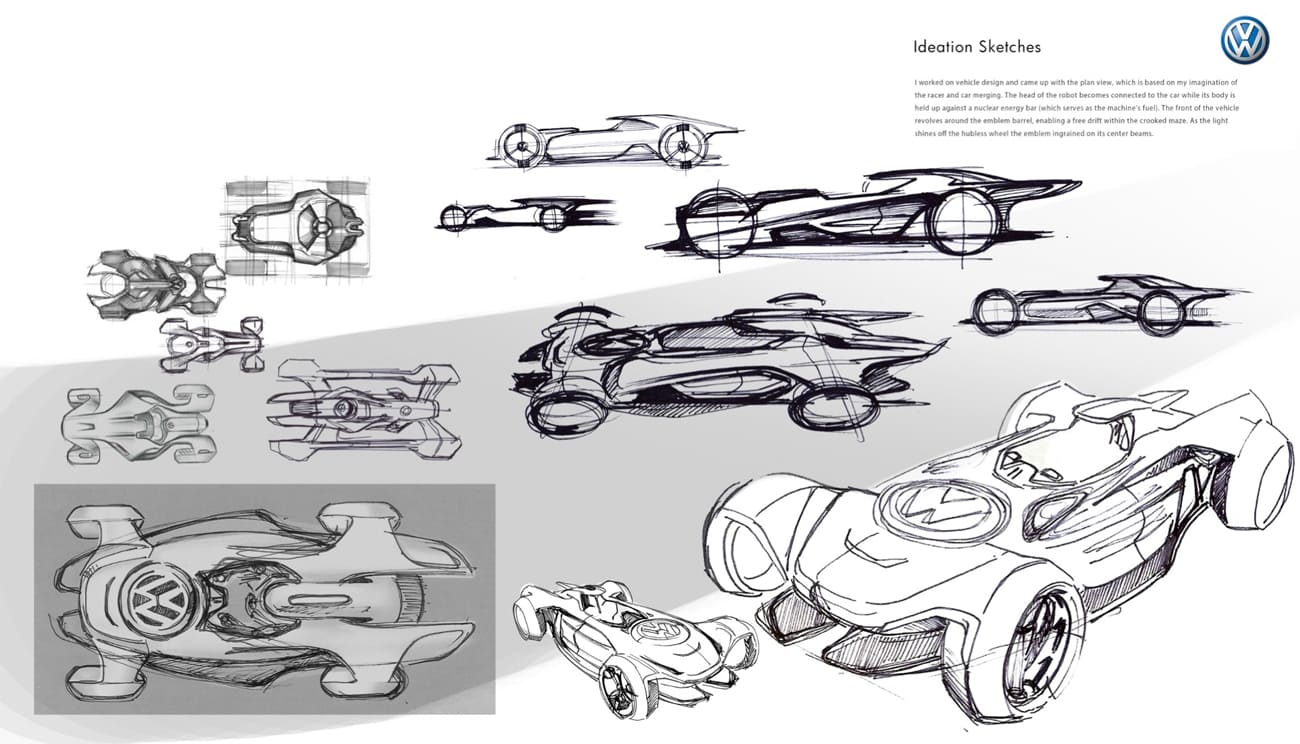 Ideation Sketches
I worked on vehicle design and came up with the plan view, which is based on my imagination of
the racer and car merging. The head of the robot becomes connected to the car while its body is
held up against a nuclear energy bar (which serves as the machine's fuel). The front of the vehicle
revolves around the emblem barrel, enabling a free drift within the crooked maze. As the light
shines off the hubless wheel the emblem ingrained on its center beams.